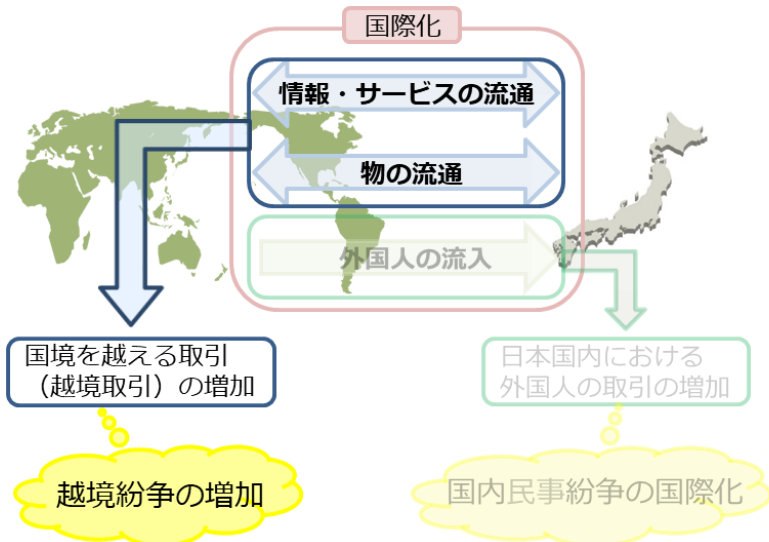 国際化
情報・サービスの流通
物の流通
外国人の流入
国境を越える取引
（越境取引）の増加
日本国内における
外国人の取引の増加
越境紛争の増加
国内民事紛争の国際化